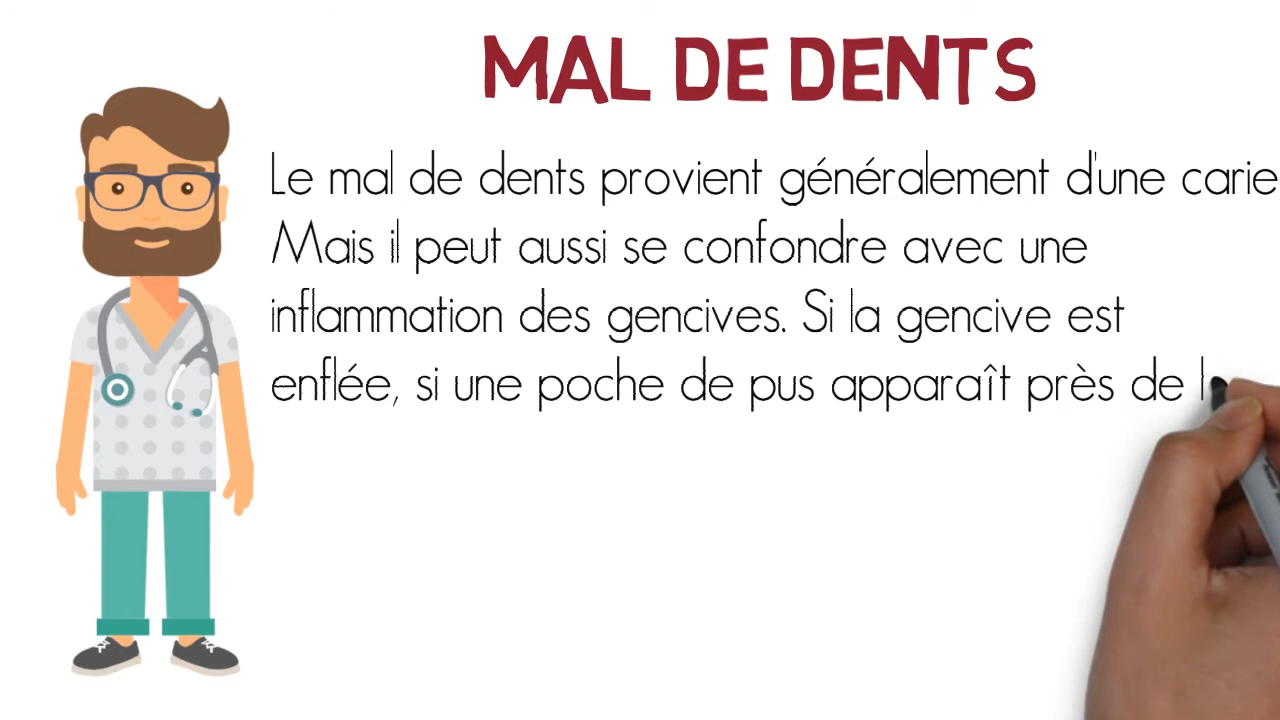 MAL DE DENTS
Le mal de dents provient généralement d'une carie
Mais il peut aussi se confondre avec une
inflammation des gencives. Si la gencive est
enflée, si une poche de pus apparaît près de l